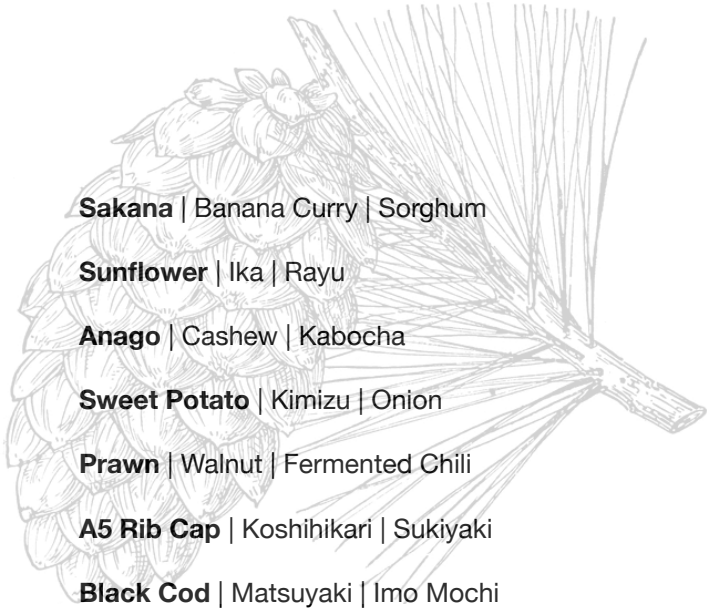 Sakana | Banana Curry | Sorghum
Sunflower | Ika | Rayu
Anago | Cashew | Kabocha
Sweet Potato | Kimizu | Onion
Prawn | Walnut | Fermented Chili
A5 Rib Cap | Koshihikari | Sukiyaki
Black Cod | Matsuyaki | Imo Mochi